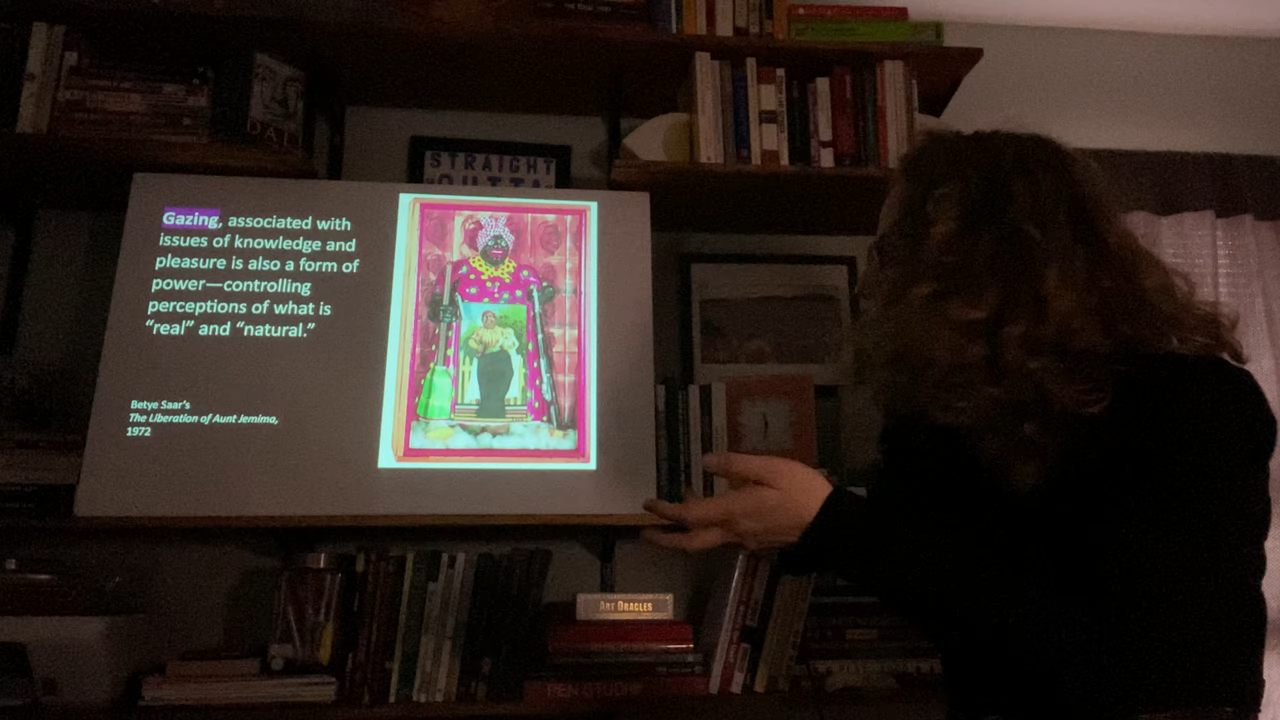 DALÍ
STRAIGHT
OUTTA
Gazing, associated with
issues of knowledge and
pleasure is also a form of
power—controlling
perceptions of what is
“real” and “natural.”
Betye Saar’s
The Liberation of Aunt Jemima,
1972
ART ORACLES